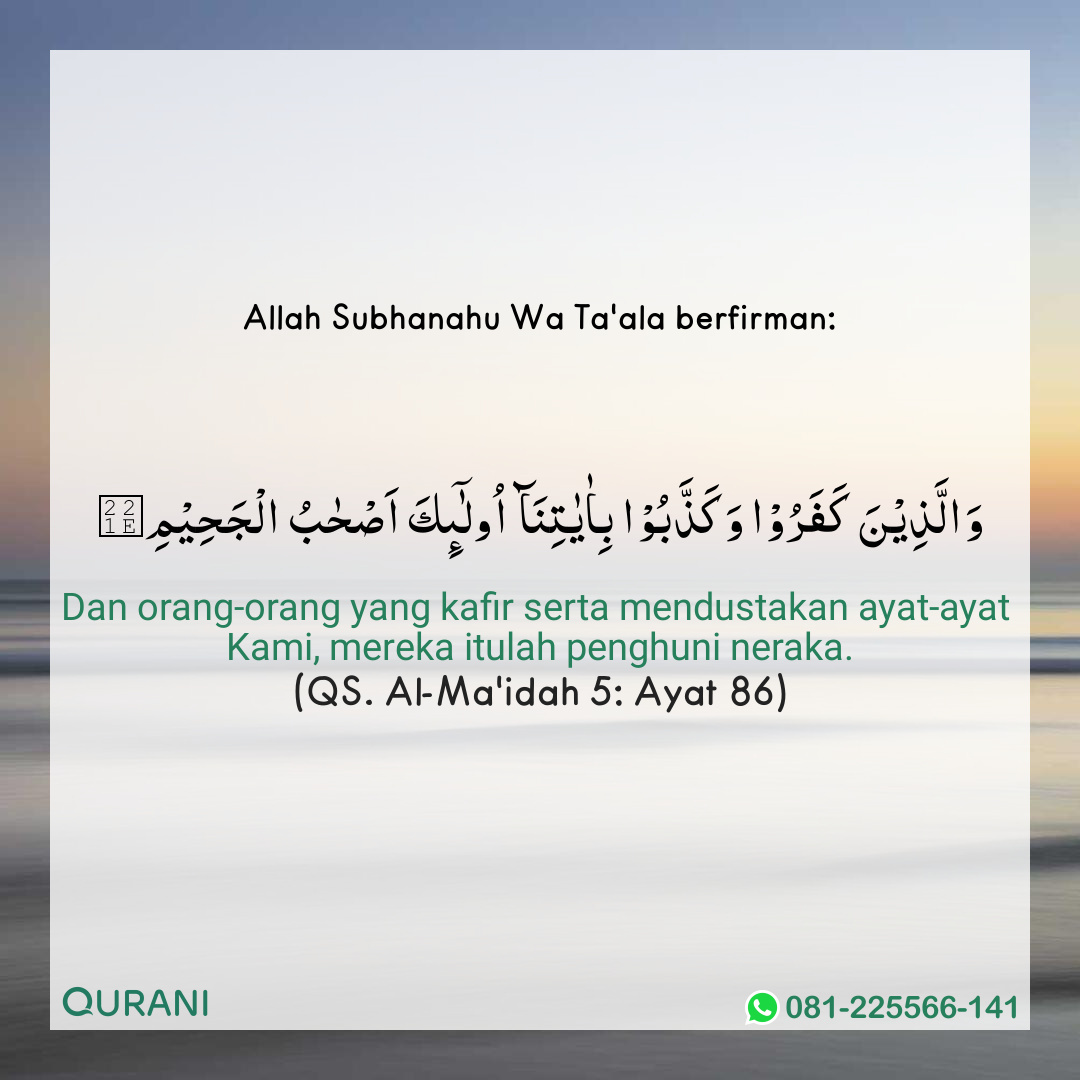 Allah Subhanahu Wa Ta'ala berfirman:
وَالَّذِيْنَ كَفَرُوْا وَكَذَّبُوْا بِاٰيٰتِنَاۤ اُولٰٓئِكَ اَصْحٰبُ الْجَحِيْمِ
Dan orang-orang yang kafir serta mendustakan ayat-ayat
Kami, mereka itulah penghuni neraka.
(QS. Al-Ma'idah 5: Ayat 86)
QURANI
081-225566-141